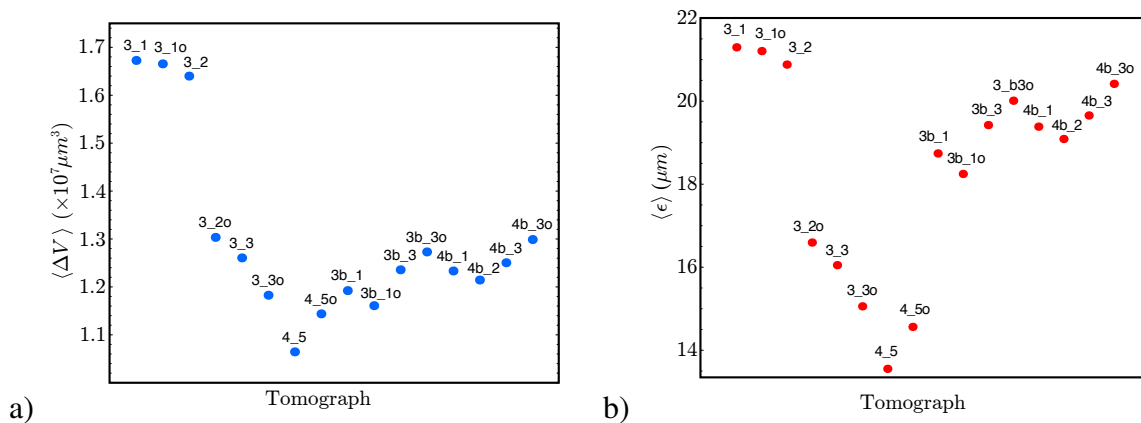 ⟨ΔV⟩ (×10⁷μm³)
1.7
1.6
1.5
1.4
1.3
1.2
1.1
3_1
3_1o
3_2
3_2o
3_3
3_3o
4_5
4_5o
3b_1
3b_1o
3b_3
3b_3o
4b_1
4b_2
4b_3
4b_3o
Tomograph
a)
⟨ϵ⟩ (μm)
22
20
18
16
14
3_1
3_1o
3_2
3_2o
3_3
3_3o
4_5
4_5o
3b_1
3b_1o
3b_3
3_b3o
4b_1
4b_2
4b_3
4b_3o
Tomograph
b)